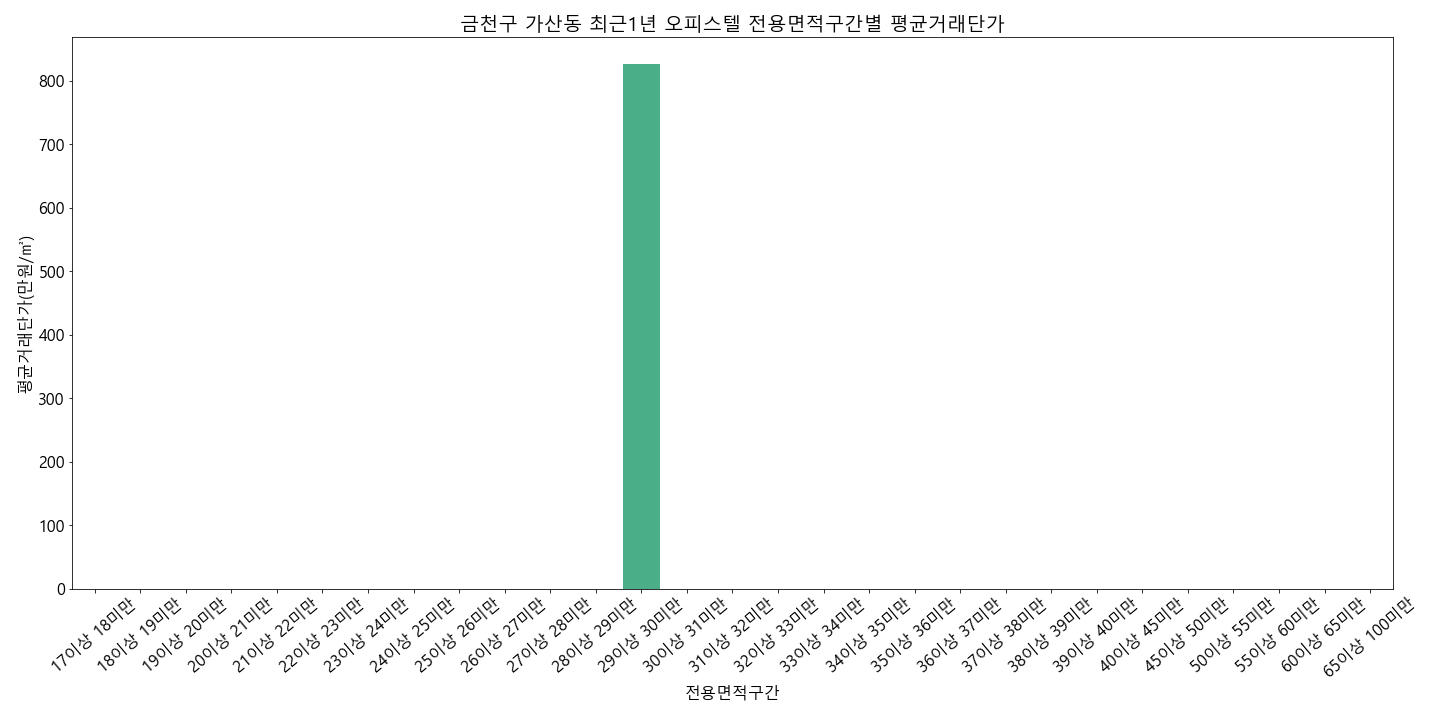 금천구 가산동 최근1년 오피스텔 전용면적구간별 평균거래단가
평균거래단가(만원/㎡)
800
700
600
500
400
300
200
100
0
17이상 18미만
18이상 19미만
19이상 20미만
20이상 21미만
21이상 22미만
22이상 23미만
23이상 24미만
24이상 25미만
25이상 26미만
26이상 27미만
27이상 28미만
28이상 29미만
29이상 30미만
30이상 31미만
31이상 32미만
32이상 33미만
33이상 34미만
34이상 35미만
35이상 36미만
36이상 37미만
37이상 38미만
38이상 39미만
39이상 40미만
40이상 45미만
45이상 50미만
50이상 55미만
55이상 60미만
60이상 65미만
65이상 100미만
전용면적구간